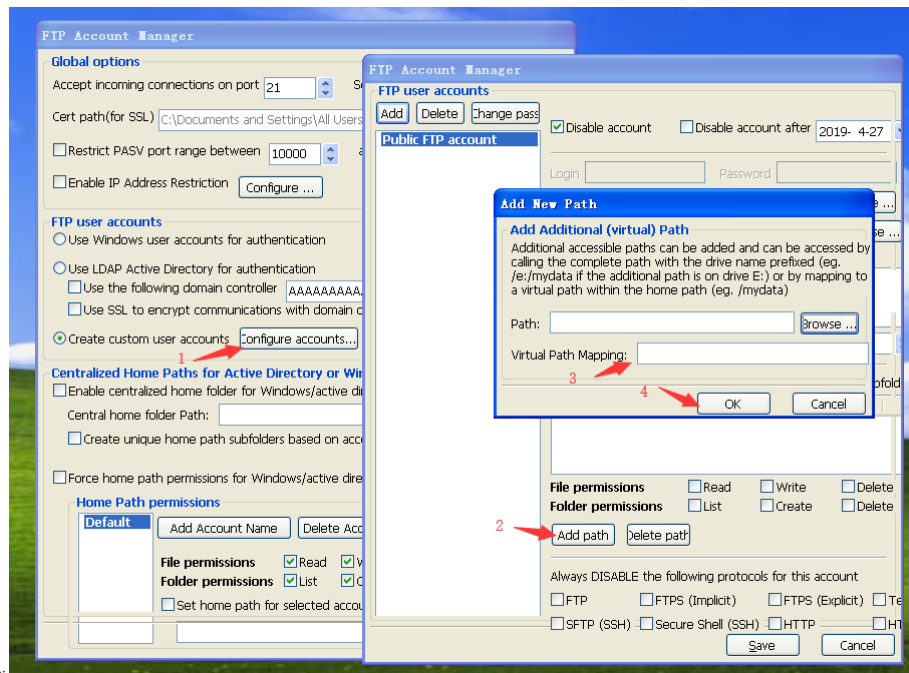 FTP Account Manager
Global options
Accept incoming connections on port 21
Cert path(for SSL) C:\Documents and Settings\All Users
Restrict PASV port range between 10000
Enable IP Address Restriction Configure ...
FTP user accounts
Use Windows user accounts for authentication
Use LDAP Active Directory for authentication
Use the following domain controller AAAAAAAAA.
Use SSL to encrypt communications with domain c
Create custom user accounts Configure accounts...
1
Centralized Home Paths for Active Directory or Wi
Enable centralized home folder for Windows/active di
Central home folder Path:
Create unique home path subfolders based on acc
Force home path permissions for Windows/active dire
Home Path permissions
Default Add Account Name Delete Acc
File permissions Read
Folder permissions List
Set home path for selected accou
FTP Account Manager
FTP user accounts
Add Delete Change pass
Public FTP account
Disable account Disable account after 2019- 4-27
Login Password
Add New Path
Add Additional (virtual) Path
Additional accessible paths can be added and can be accessed by
calling the complete path with the drive name prefixed (eg.
/e:/mydata if the additional path is on drive E:) or by mapping to
a virtual path within the home path (eg. /mydata)
Path: Browse ...
Virtual Path Mapping:
3
4
OK Cancel
File permissions Read Write Delete
Folder permissions List Create Delete
2
Add path Delete path
Always DISABLE the following protocols for this account
FTP FTPS (Implicit) FTPS (Explicit) Te
SFTP (SSH) Secure Shell (SSH) HTTP HT
Save Cancel